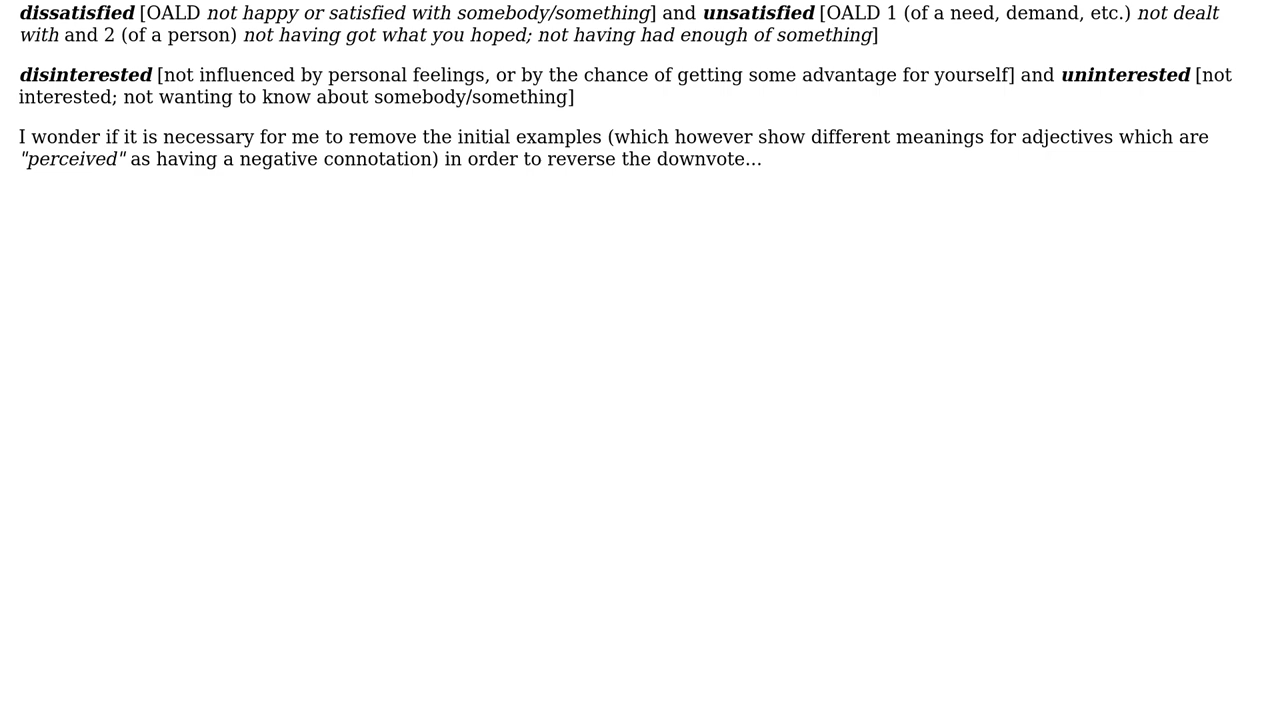 dissatisfied [OALD not happy or satisfied with somebody/something] and unsatisfied [OALD 1 (of a need, demand, etc.) not dealt
with and 2 (of a person) not having got what you hoped; not having had enough of something]
disinterested [not influenced by personal feelings, or by the chance of getting some advantage for yourself] and uninterested [not
interested; not wanting to know about somebody/something]
I wonder if it is necessary for me to remove the initial examples (which however show different meanings for adjectives which are
"perceived" as having a negative connotation) in order to reverse the downvote...